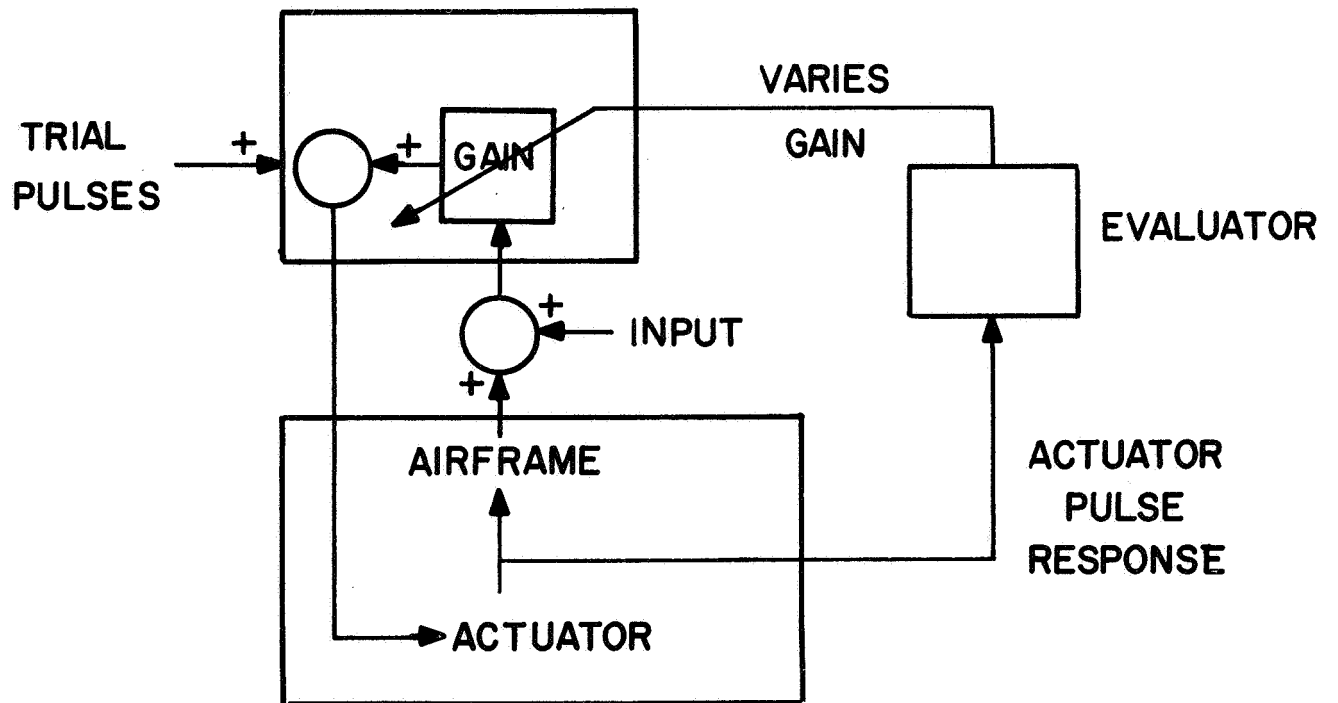 VARIES
GAIN
TRIAL
PULSES
+
+
GAIN
EVALUATOR
+
INPUT
+
AIRFRAME
ACTUATOR
PULSE
RESPONSE
ACTUATOR